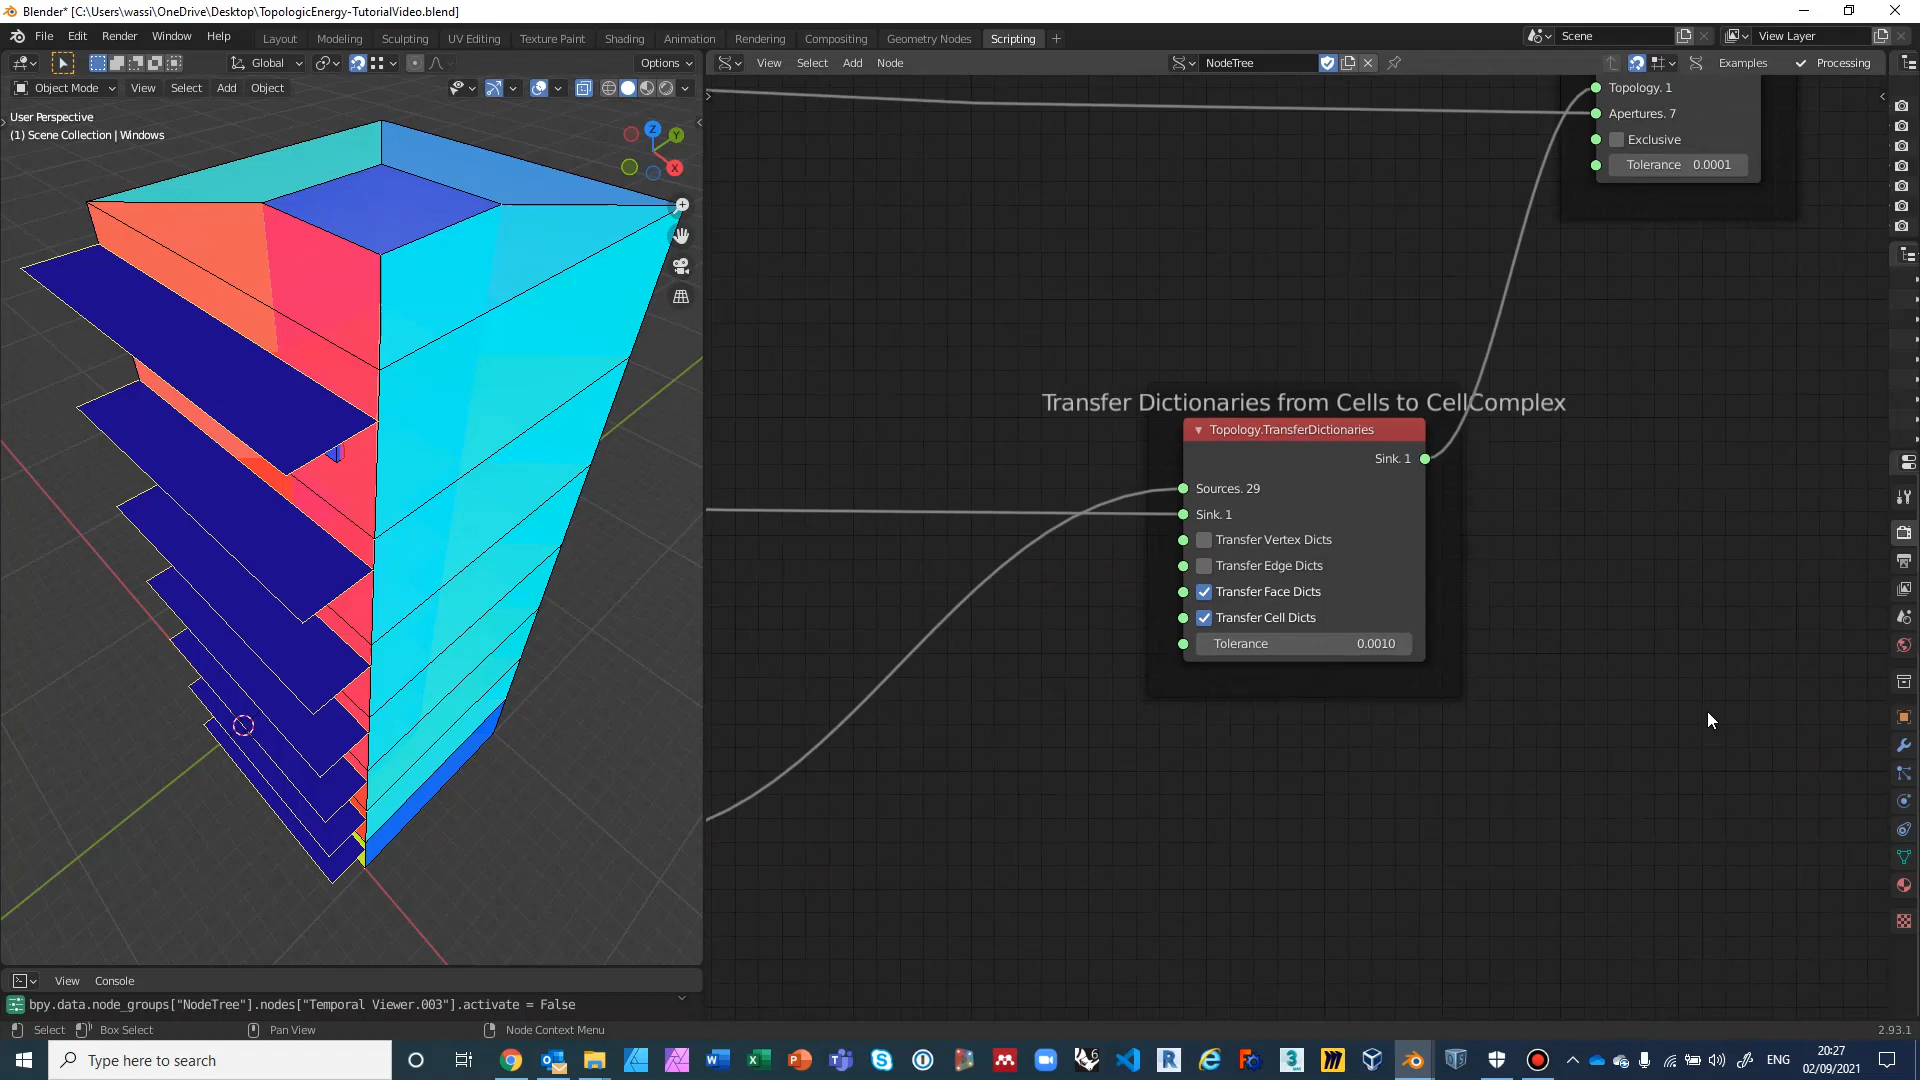 Blender* [C:\Users\wassi\OneDrive\Desktop\TopologicEnergy-TutorialVideo.blend]
File Edit Render Window Help Layout Modeling Sculpting UV Editing Texture Paint Shading Animation Rendering Compositing Geometry Nodes Scripting + Scene View Layer
Global Options
View Select Add Node NodeTree Examples Processing
Object Mode View Select Add Object
User Perspective
(1) Scene Collection | Windows
Z
Y
X
Topology. 1
Apertures. 7
Exclusive
Tolerance 0.0001
Transfer Dictionaries from Cells to CellComplex
Topology.TransferDictionaries
Sink. 1
Sources. 29
Sink. 1
Transfer Vertex Dicts
Transfer Edge Dicts
Transfer Face Dicts
Transfer Cell Dicts
Tolerance 0.0010
View Console
bpy.data.node_groups["NodeTree"].nodes["Temporal Viewer.003"].activate = False
Select Box Select Pan View Node Context Menu 2.93.1
Type here to search
ENG
20:27
02/09/2021